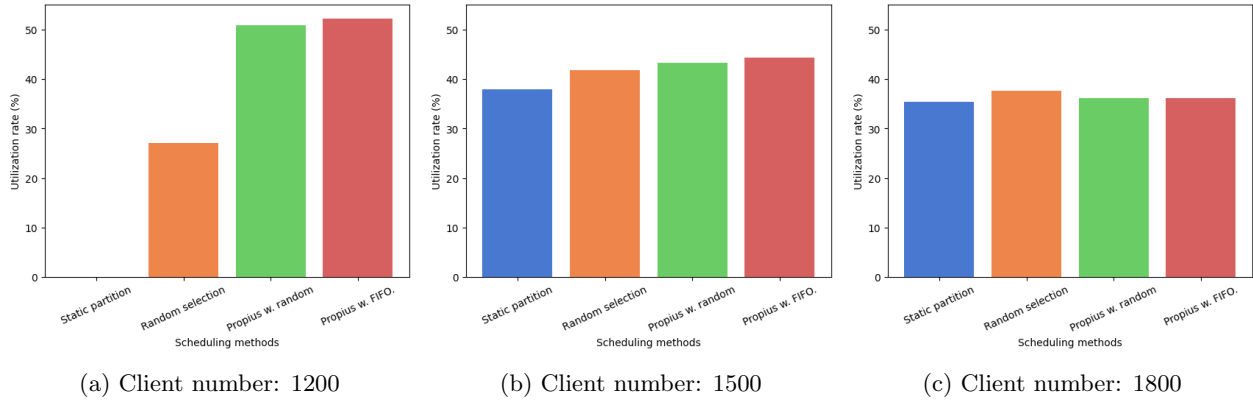 50
40
30
20
10
0
Utilization rate (%)
Static partition
Random selection
Propius w. random
Propius w. FIFO.
Scheduling methods
(a) Client number: 1200
50
40
30
20
10
0
Utilization rate (%)
Static partition
Random selection
Propius w. random
Propius w. FIFO.
Scheduling methods
(b) Client number: 1500
50
40
30
20
10
0
Utilization rate (%)
Static partition
Random selection
Propius w. random
Propius w. FIFO.
Scheduling methods
(c) Client number: 1800